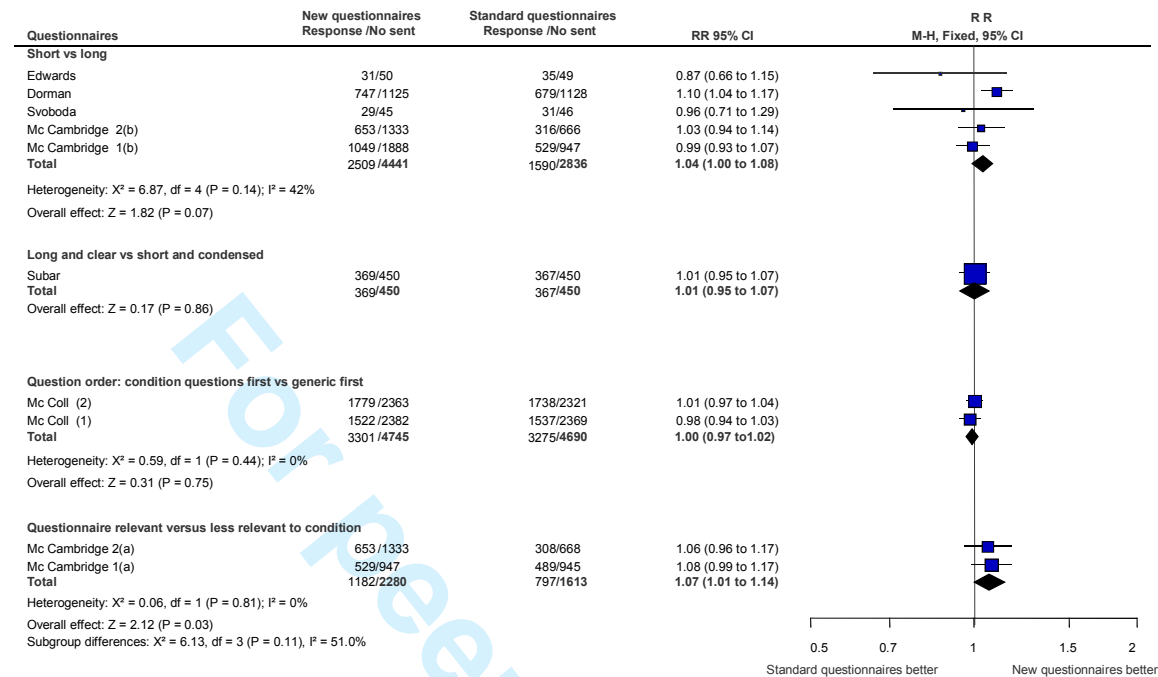 New questionnaires Standard questionnaires R R
Questionnaires Response /No sent Response /No sent RR 95% CI M-H, Fixed, 95% CI
Short vs long
Edwards 31/50 35/49 0.87 (0.66 to 1.15)
Dorman 747/1125 679/1128 1.10 (1.04 to 1.17)
Svoboda 29/45 31/46 0.96 (0.71 to 1.29)
Mc Cambridge 2(b) 653/1333 316/666 1.03 (0.94 to 1.14)
Mc Cambridge 1(b) 1049/1888 529/947 0.99 (0.93 to 1.07)
Total 2509/4441 1590/2836 1.04 (1.00 to 1.08)
Heterogeneity: X² = 6.87, df = 4 (P = 0.14); I² = 42%
Overall effect: Z = 1.82 (P = 0.07)
Long and clear vs short and condensed
Subar 369/450 367/450 1.01 (0.95 to 1.07)
Total 369/450 367/450 1.01 (0.95 to 1.07)
Overall effect: Z = 0.17 (P = 0.86)
Question order: condition questions first vs generic first
Mc Coll (2) 1779/2363 1738/2321 1.01 (0.97 to 1.04)
Mc Coll (1) 1522/2382 1537/2369 0.98 (0.94 to 1.03)
Total 3301/4745 3275/4690 1.00 (0.97 to1.02)
Heterogeneity: X² = 0.59, df = 1 (P = 0.44); I² = 0%
Overall effect: Z = 0.31 (P = 0.75)
Questionnaire relevant versus less relevant to condition
Mc Cambridge 2(a) 653/1333 308/668 1.06 (0.96 to 1.17)
Mc Cambridge 1(a) 529/947 489/945 1.08 (0.99 to 1.17)
Total 1182/2280 797/1613 1.07 (1.01 to 1.14)
Heterogeneity: X² = 0.06, df = 1 (P = 0.81); I² = 0%
Overall effect: Z = 2.12 (P = 0.03)
Subgroup differences: X² = 6.13, df = 3 (P = 0.11), I² = 51.0%
0.5 0.7 1 1.5 2
Standard questionnaires better New questionnaires better
For peer